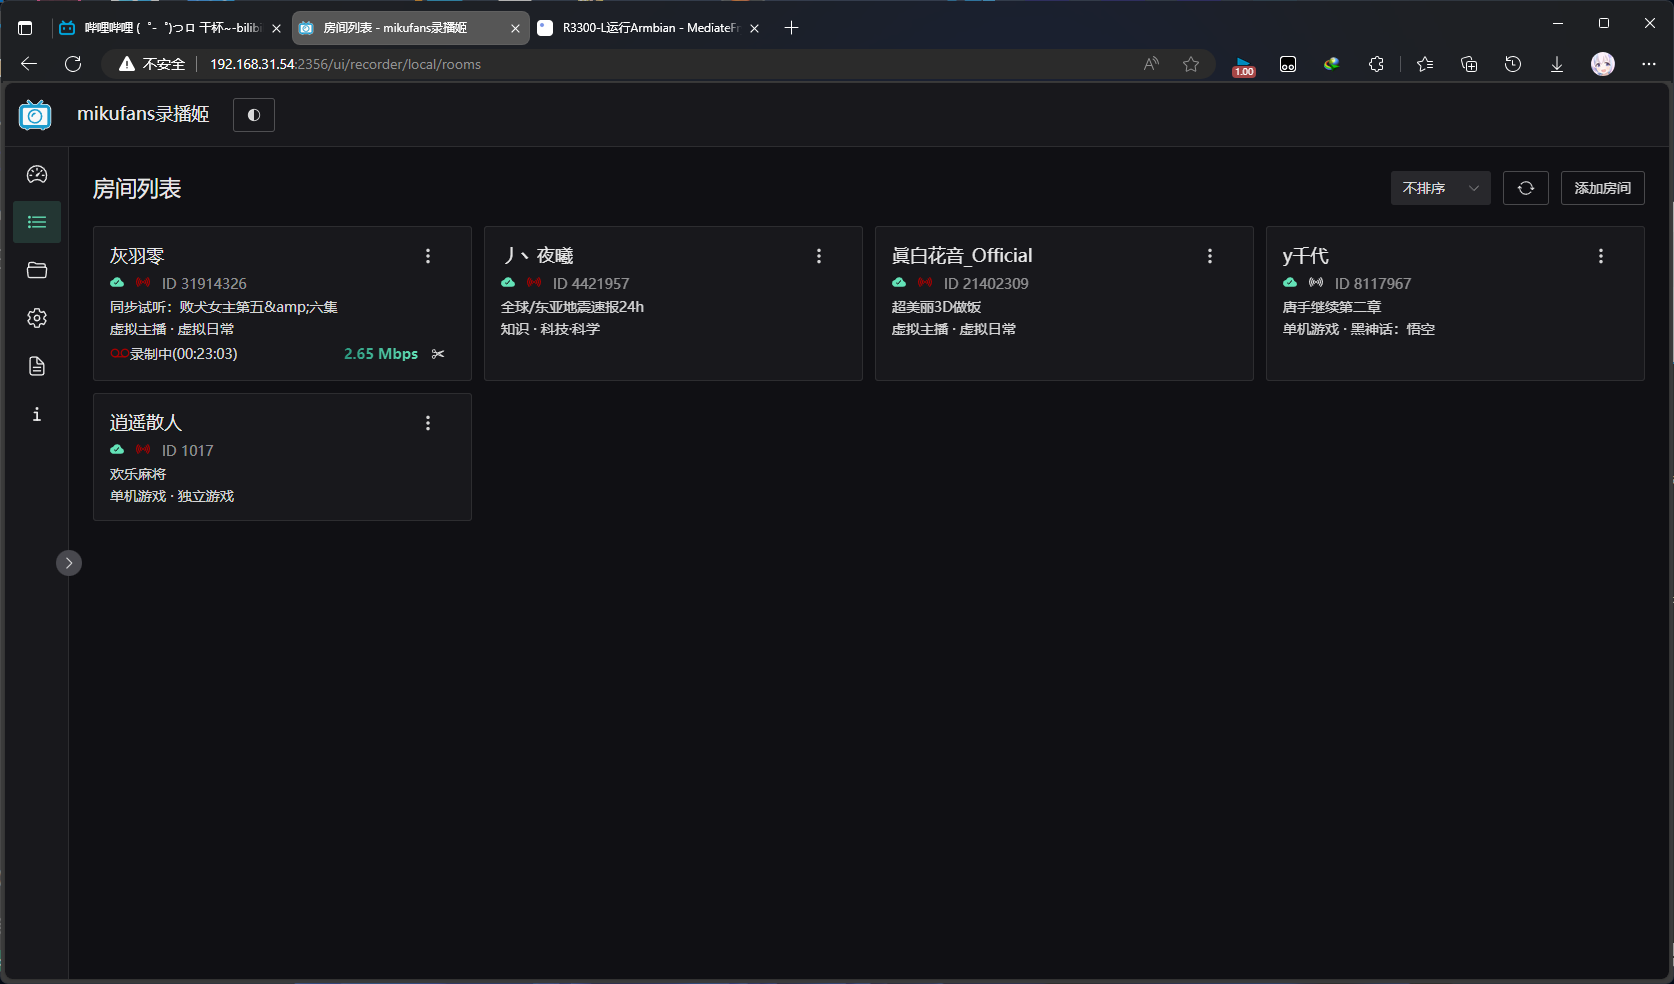 哔哩哔哩 ( ゜- ゜)つロ 干杯~-bilibi
房间列表 - mikufans录播姬
R3300-L运行Armbian - MediateFr
不安全
192.168.31.54:2356/ui/recorder/local/rooms
1.00
mikufans录播姬
房间列表
不排序
添加房间
灰羽零
ID 31914326
同步试听：败犬女主第五&amp;六集
虚拟主播 · 虚拟日常
录制中(00:23:03)
2.65 Mbps
丿丶夜曦
ID 4421957
全球/东亚地震速报24h
知识 · 科技·科学
眞白花音_Official
ID 21402309
超美丽3D做饭
虚拟主播 · 虚拟日常
y千代
ID 8117967
唐手继续第二章
单机游戏 · 黑神话：悟空
逍遥散人
ID 1017
欢乐麻将
单机游戏 · 独立游戏